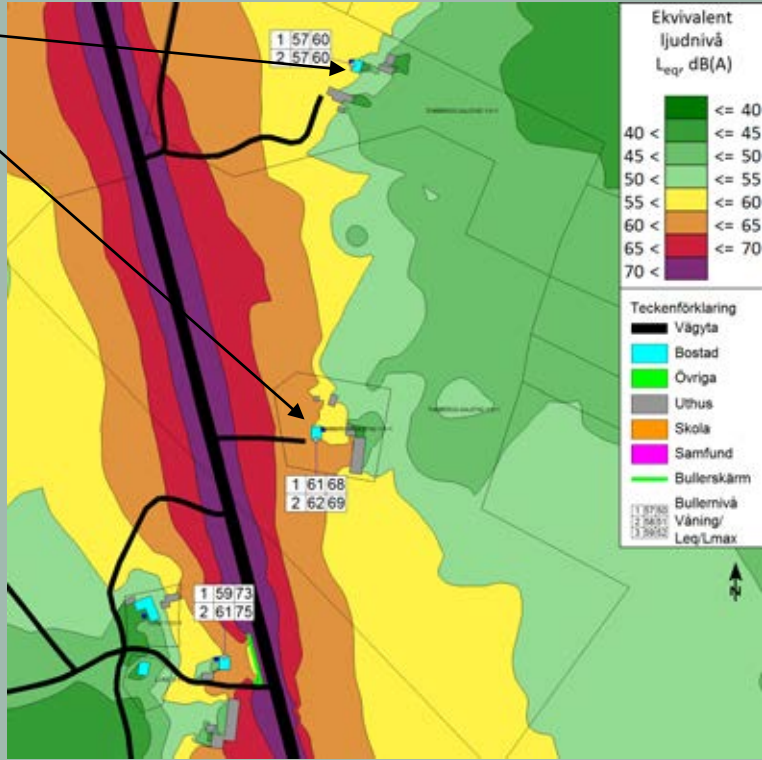 1 57 60
2 57 60
1 61 68
2 62 69
1 59 73
2 61 75
Ekvivalent
ljudnivå
Leq, dB(A)
<= 40
40 < <= 45
45 < <= 50
50 < <= 55
55 < <= 60
60 < <= 65
65 < <= 70
70 <
Teckenförklaring
Vägyta
Bostad
Övriga
Uthus
Skola
Samfund
Bullerskärm
Bullernivå
Våning/
Leq/Lmax
N